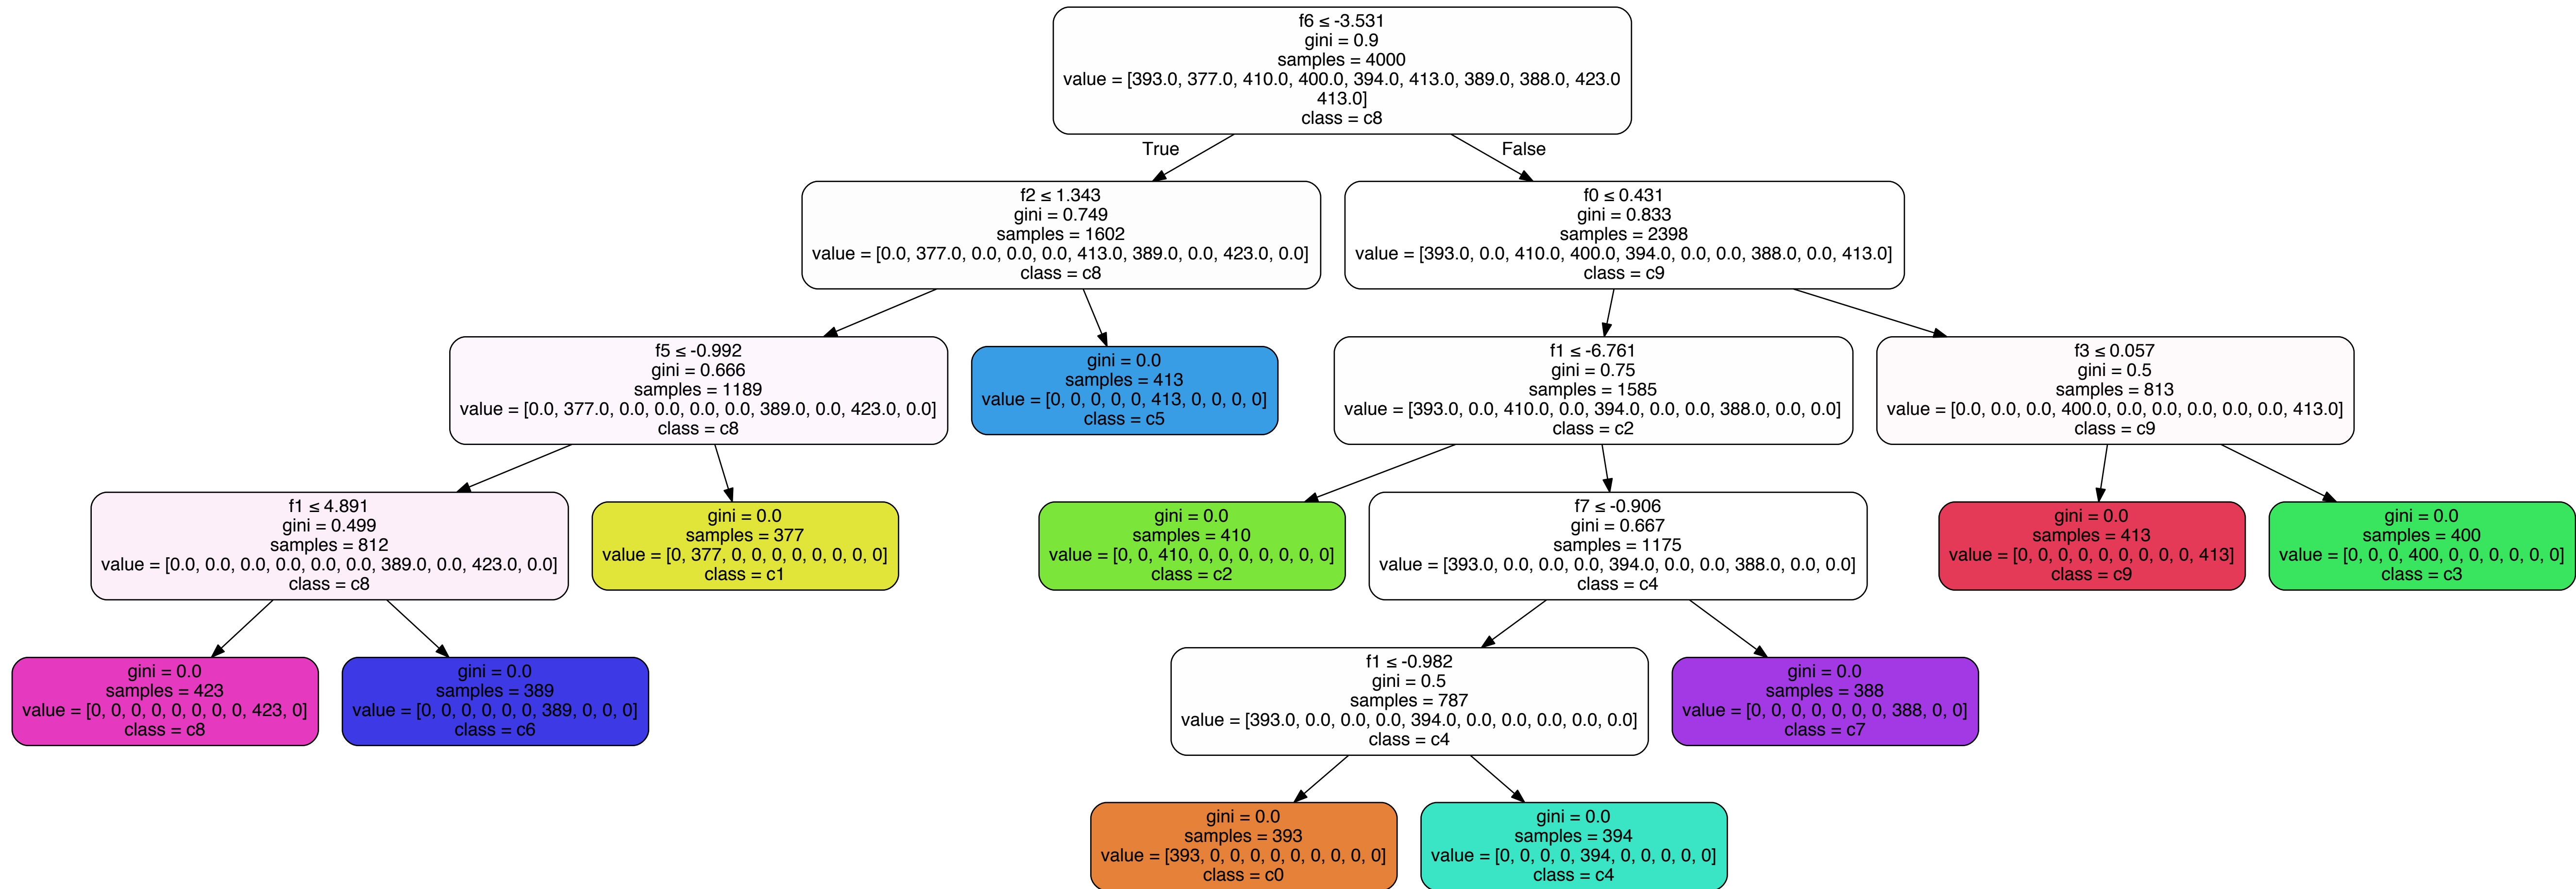 f6 ≤ -3.531
gini = 0.9
samples = 4000
value = [393.0, 377.0, 410.0, 400.0, 394.0, 413.0, 389.0, 388.0, 423.0
413.0]
class = c8
True
False
f2 ≤ 1.343
gini = 0.749
samples = 1602
value = [0.0, 377.0, 0.0, 0.0, 0.0, 413.0, 389.0, 0.0, 423.0, 0.0]
class = c8
f0 ≤ 0.431
gini = 0.833
samples = 2398
value = [393.0, 0.0, 410.0, 400.0, 394.0, 0.0, 0.0, 388.0, 0.0, 413.0]
class = c9
f5 ≤ -0.992
gini = 0.666
samples = 1189
value = [0.0, 377.0, 0.0, 0.0, 0.0, 0.0, 389.0, 0.0, 423.0, 0.0]
class = c8
gini = 0.0
samples = 413
value = [0, 0, 0, 0, 0, 413, 0, 0, 0, 0]
class = c5
f1 ≤ -6.761
gini = 0.75
samples = 1585
value = [393.0, 0.0, 410.0, 0.0, 394.0, 0.0, 0.0, 388.0, 0.0, 0.0]
class = c2
f3 ≤ 0.057
gini = 0.5
samples = 813
value = [0.0, 0.0, 0.0, 400.0, 0.0, 0.0, 0.0, 0.0, 0.0, 413.0]
class = c9
f1 ≤ 4.891
gini = 0.499
samples = 812
value = [0.0, 0.0, 0.0, 0.0, 0.0, 0.0, 389.0, 0.0, 423.0, 0.0]
class = c8
gini = 0.0
samples = 377
value = [0, 377, 0, 0, 0, 0, 0, 0, 0, 0]
class = c1
gini = 0.0
samples = 410
value = [0, 0, 410, 0, 0, 0, 0, 0, 0, 0]
class = c2
f7 ≤ -0.906
gini = 0.667
samples = 1175
value = [393.0, 0.0, 0.0, 0.0, 394.0, 0.0, 0.0, 388.0, 0.0, 0.0]
class = c4
gini = 0.0
samples = 413
value = [0, 0, 0, 0, 0, 0, 0, 0, 0, 413]
class = c9
gini = 0.0
samples = 400
value = [0, 0, 0, 400, 0, 0, 0, 0, 0, 0]
class = c3
gini = 0.0
samples = 423
value = [0, 0, 0, 0, 0, 0, 0, 0, 423, 0]
class = c8
gini = 0.0
samples = 389
value = [0, 0, 0, 0, 0, 0, 389, 0, 0, 0]
class = c6
f1 ≤ -0.982
gini = 0.5
samples = 787
value = [393.0, 0.0, 0.0, 0.0, 394.0, 0.0, 0.0, 0.0, 0.0, 0.0]
class = c4
gini = 0.0
samples = 388
value = [0, 0, 0, 0, 0, 0, 0, 388, 0, 0]
class = c7
gini = 0.0
samples = 393
value = [393, 0, 0, 0, 0, 0, 0, 0, 0, 0]
class = c0
gini = 0.0
samples = 394
value = [0, 0, 0, 0, 394, 0, 0, 0, 0, 0]
class = c4